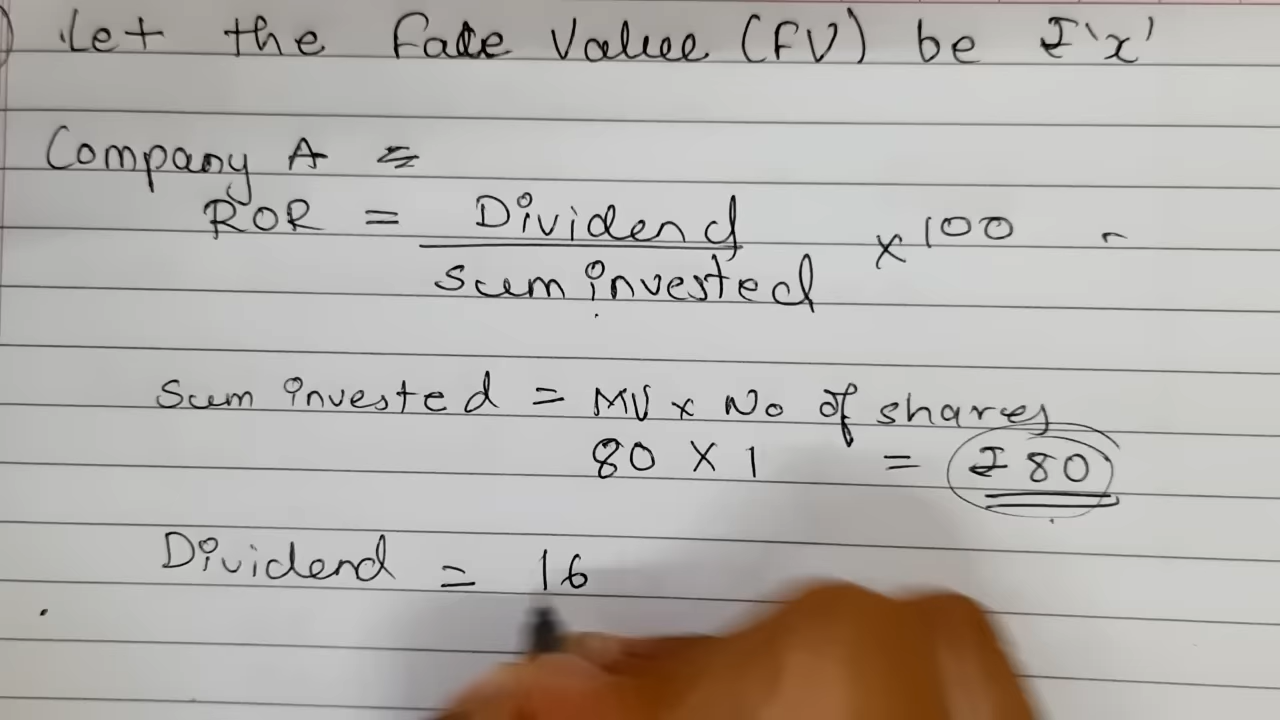 Let the Face Value (FV) be ₹'x'
Company A =
ROR = Dividend / Sum invested × 100
Sum invested = MV × No of shares
80 × 1 = ₹ 80
Dividend = 16